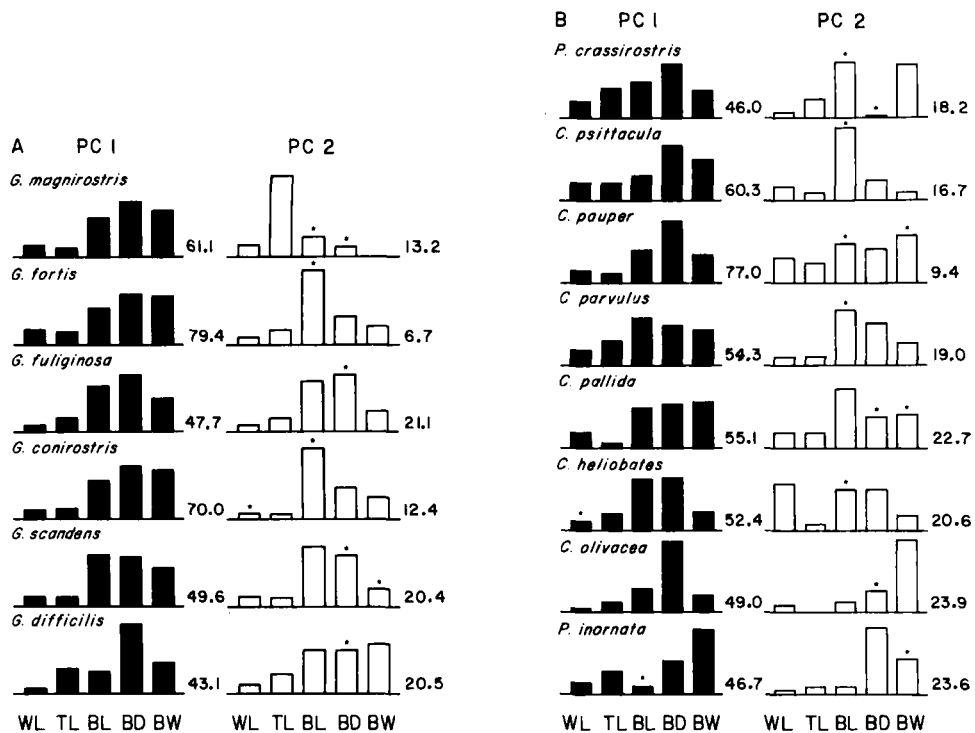 A PC 1 PC 2
G. magnirostris
61.1 * * 13.2
G. fortis
79.4 * 6.7
G. fuliginosa
47.7 * 21.1
G. conirostris
70.0 * * 12.4
G. scandens
49.6 * * 20.4
G. difficilis
43.1 * 20.5
WL TL BL BD BW WL TL BL BD BW
B PC 1 PC 2
P. crassirostris
46.0 * * 18.2
C. psittacula
60.3 * 16.7
C. pauper
77.0 * * 9.4
C. parvulus
54.3 * 19.0
C. pallida
55.1 * * 22.7
C. heliobates
* 52.4 * 20.6
C. olivacea
49.0 * 23.9
P. inornata
* 46.7 * 23.6
WL TL BL BD BW WL TL BL BD BW